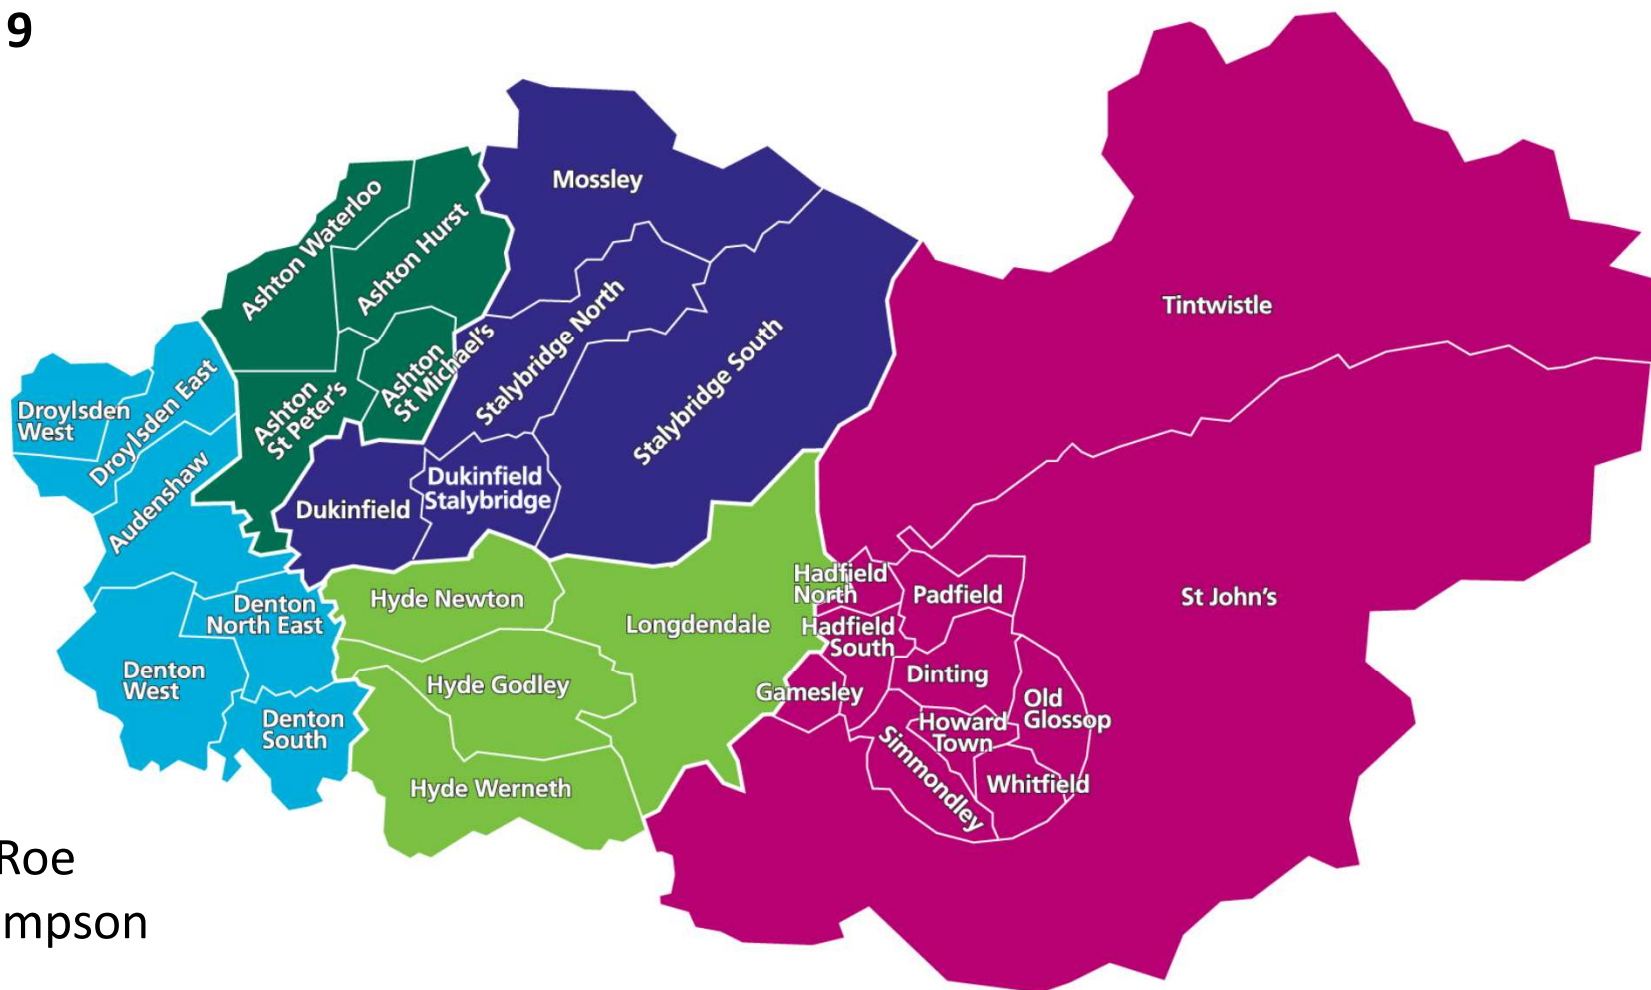 9
Mossley
Ashton Waterloo
Ashton Hurst
Tintwistle
Stalybridge North
Ashton
St Michael's
Stalybridge South
Droylsden
West
Droylsden East
Ashton
St Peter's
Audenshaw
Dukinfield
Dukinfield
Stalybridge
Hyde Newton
Longdendale
Hadfield
North
Padfield
St John's
Denton
North East
Hadfield
South
Denton
West
Hyde Godley
Gamesley
Dinting
Old
Glossop
Denton
South
Howard
Town
Simmondley
Whitfield
Hyde Werneth
Roe
mpson